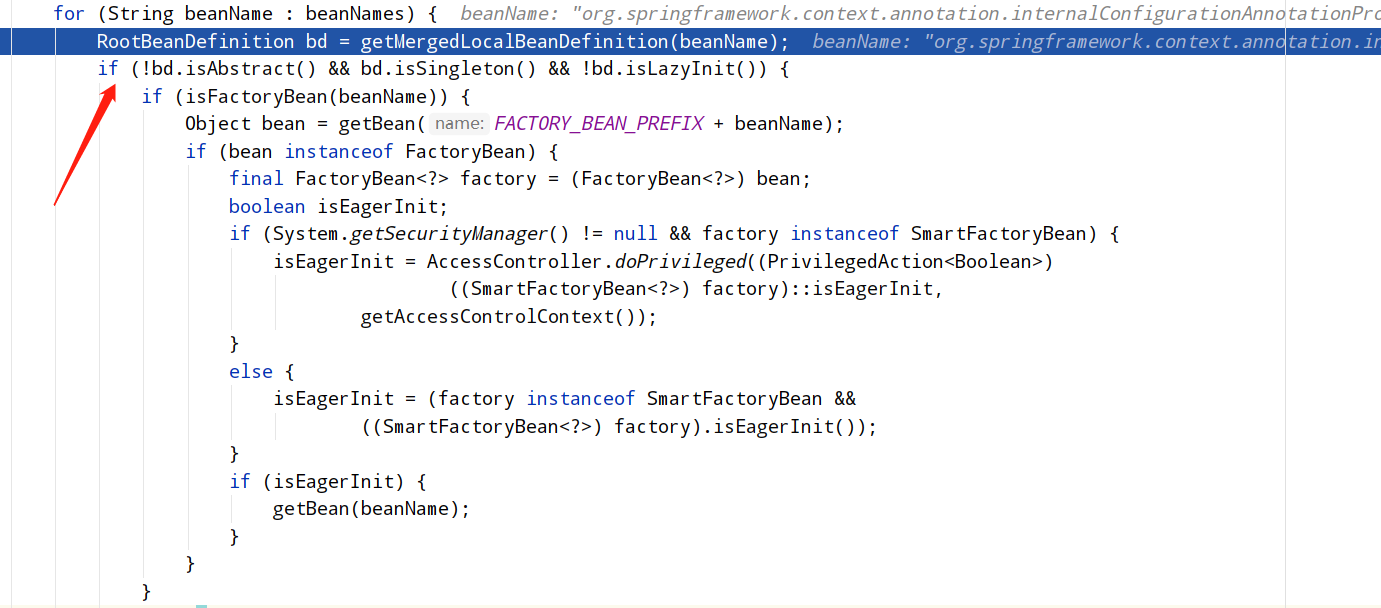 for (String beanName : beanNames) {  beanName: "org.springframework.context.annotation.internalConfigurationAnnotationPro
RootBeanDefinition bd = getMergedLocalBeanDefinition(beanName);  beanName: "org.springframework.context.annotation.in
if (!bd.isAbstract() && bd.isSingleton() && !bd.isLazyInit()) {
if (isFactoryBean(beanName)) {
Object bean = getBean( name: FACTORY_BEAN_PREFIX + beanName);
if (bean instanceof FactoryBean) {
final FactoryBean<?> factory = (FactoryBean<?>) bean;
boolean isEagerInit;
if (System.getSecurityManager() != null && factory instanceof SmartFactoryBean) {
isEagerInit = AccessController.doPrivileged((PrivilegedAction<Boolean>)
((SmartFactoryBean<?>) factory)::isEagerInit,
getAccessControlContext());
}
else {
isEagerInit = (factory instanceof SmartFactoryBean &&
((SmartFactoryBean<?>) factory).isEagerInit());
}
if (isEagerInit) {
getBean(beanName);
}
}
}